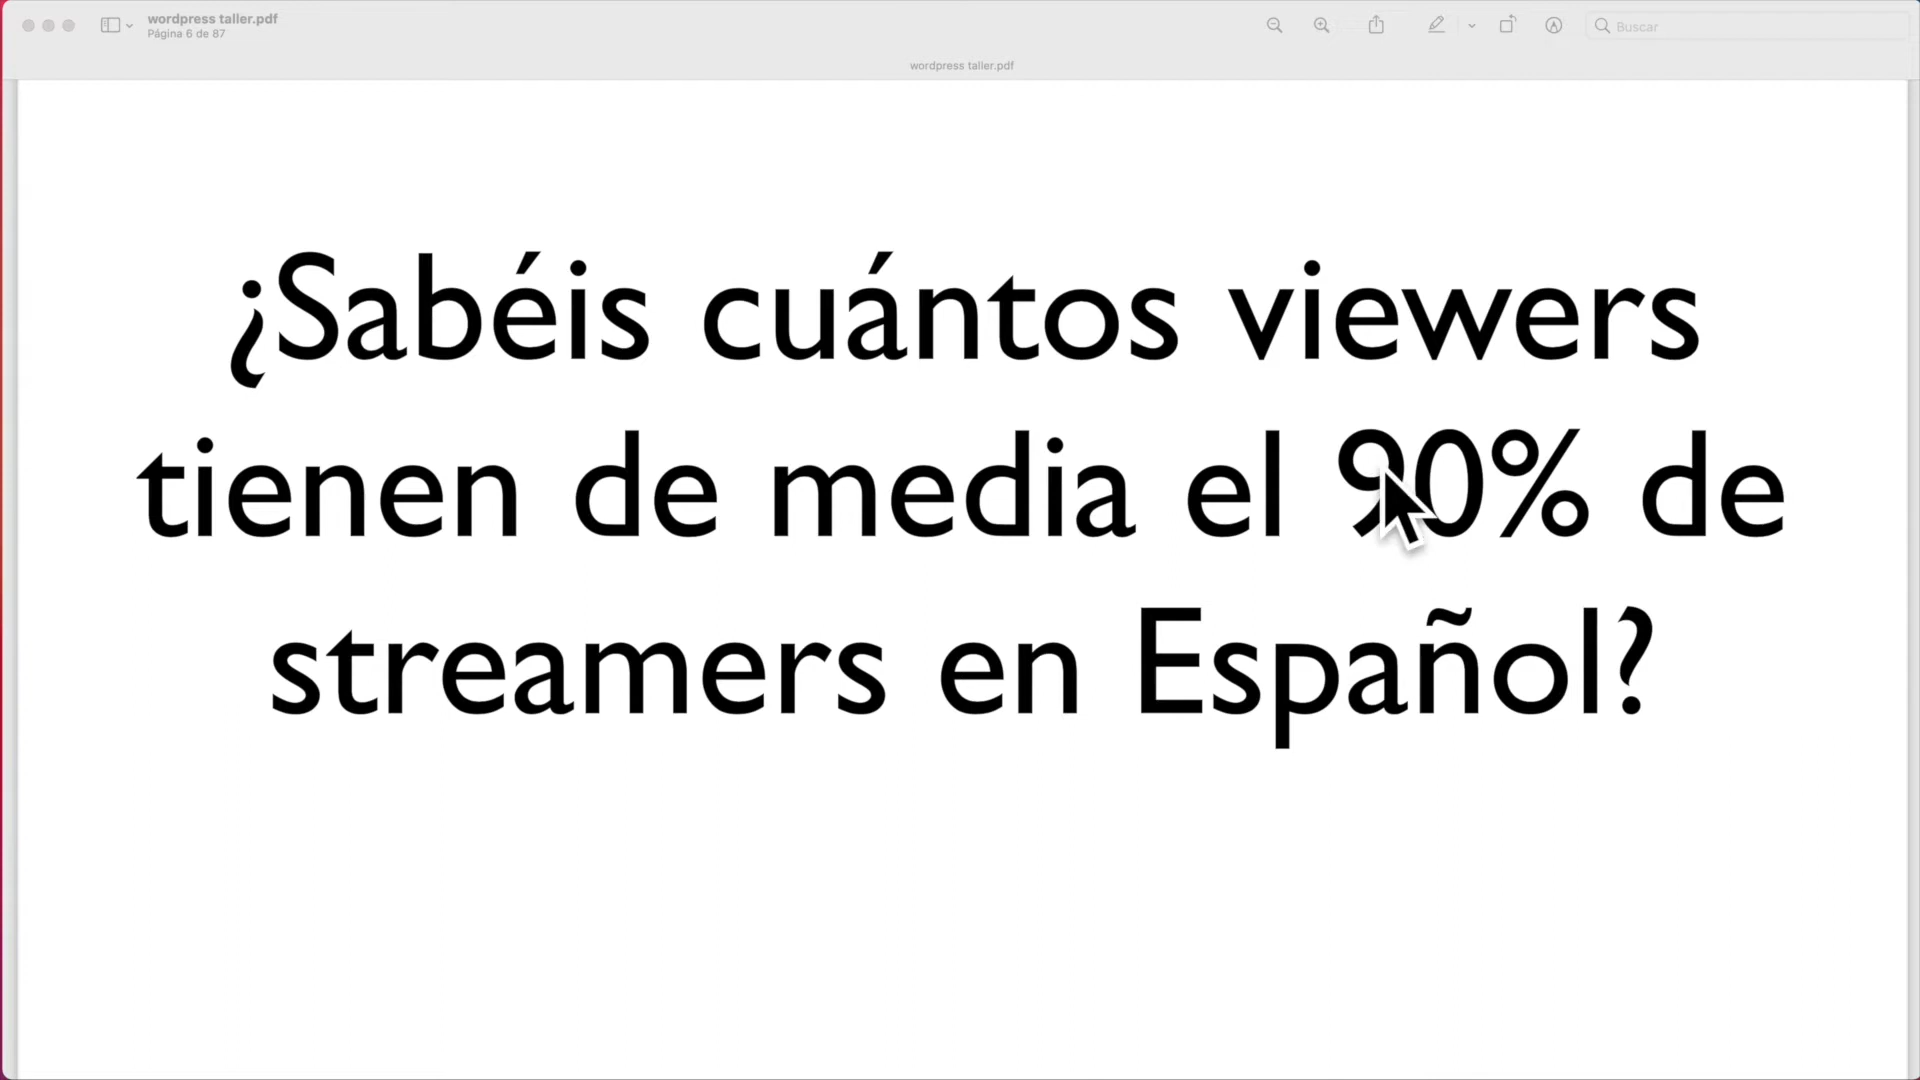 wordpress taller.pdf
Página 6 de 87
Buscar
wordpress taller.pdf
¿Sabéis cuántos viewers
tienen de media el 90% de
streamers en Español?